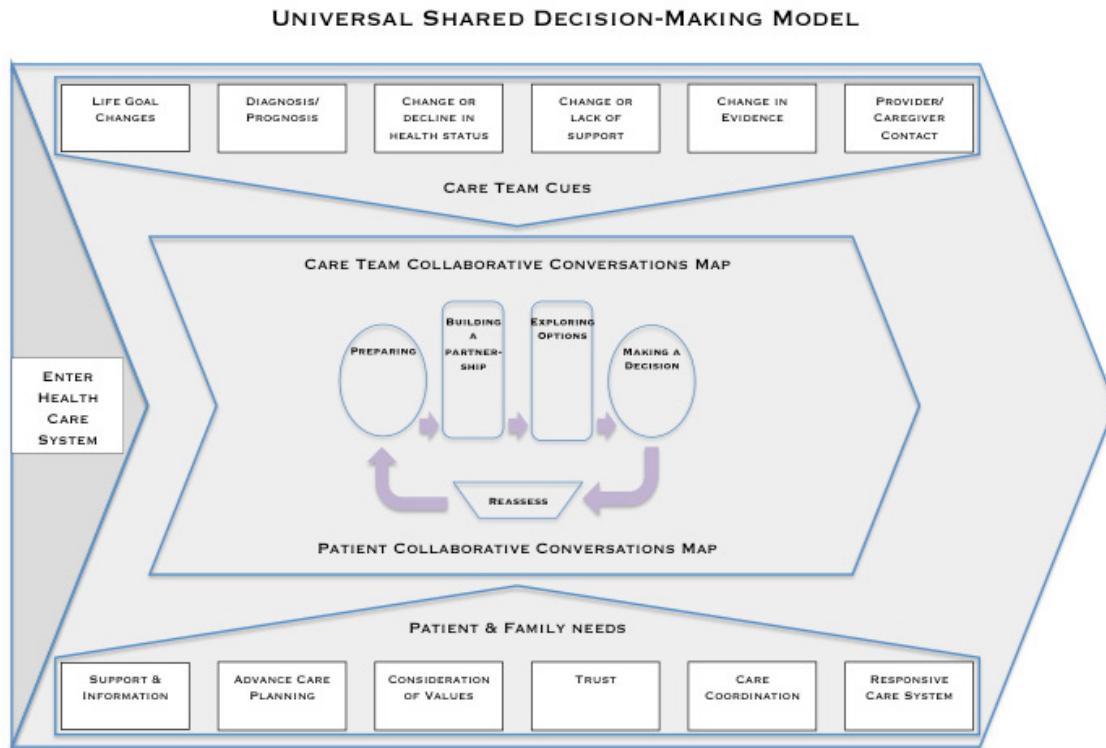 Universal Shared Decision-Making Model
Life Goal
Changes
Diagnosis/
Prognosis
Change or
decline in
health status
Change or
lack of
support
Change in
Evidence
Provider/
Caregiver
Contact
Care Team Cues
Care Team Collaborative Conversations Map
Enter
Health
Care
System
Preparing
Building
a
partner-
ship
Exploring
Options
Making a
Decision
Reassess
Patient Collaborative Conversations Map
Patient & Family needs
Support &
Information
Advance Care
Planning
Consideration
of Values
Trust
Care
Coordination
Responsive
Care System